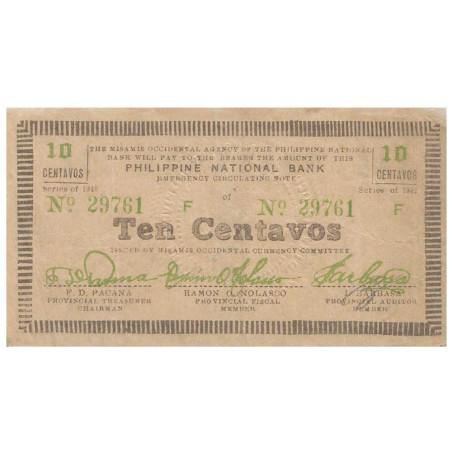 THE MISAMIS OCCIDENTAL AGENCY OF THE PHILIPPINE NATIONAL
BANK WILL PAY TO THE BEARER THE AMOUNT OF THIS
PHILIPPINE NATIONAL BANK
EMERGENCY CIRCULATING NOTE
10 10
CENTAVOS CENTAVOS
Series of 1942 of Series of 1942
No 29761 F No 29761 F
Ten Centavos
ISSUED BY MISAMIS OCCIDENTAL CURRENCY COMMITTEE
F. D. PACANA RAMON C. NOLASCO BARBASA
PROVINCIAL TREASURER PROVINCIAL FISCAL PROVINCIAL AUDITOR
CHAIRMAN MEMBER MEMBER